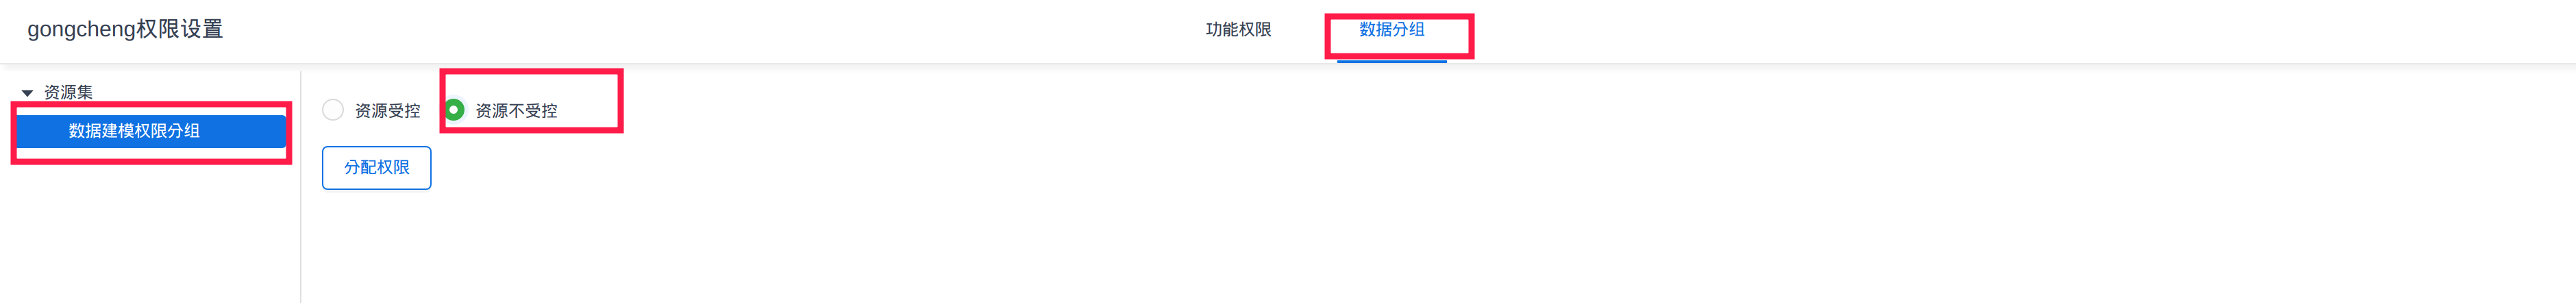 gongcheng权限设置
功能权限
数据分组
资源集
数据建模权限分组
资源受控
资源不受控
分配权限